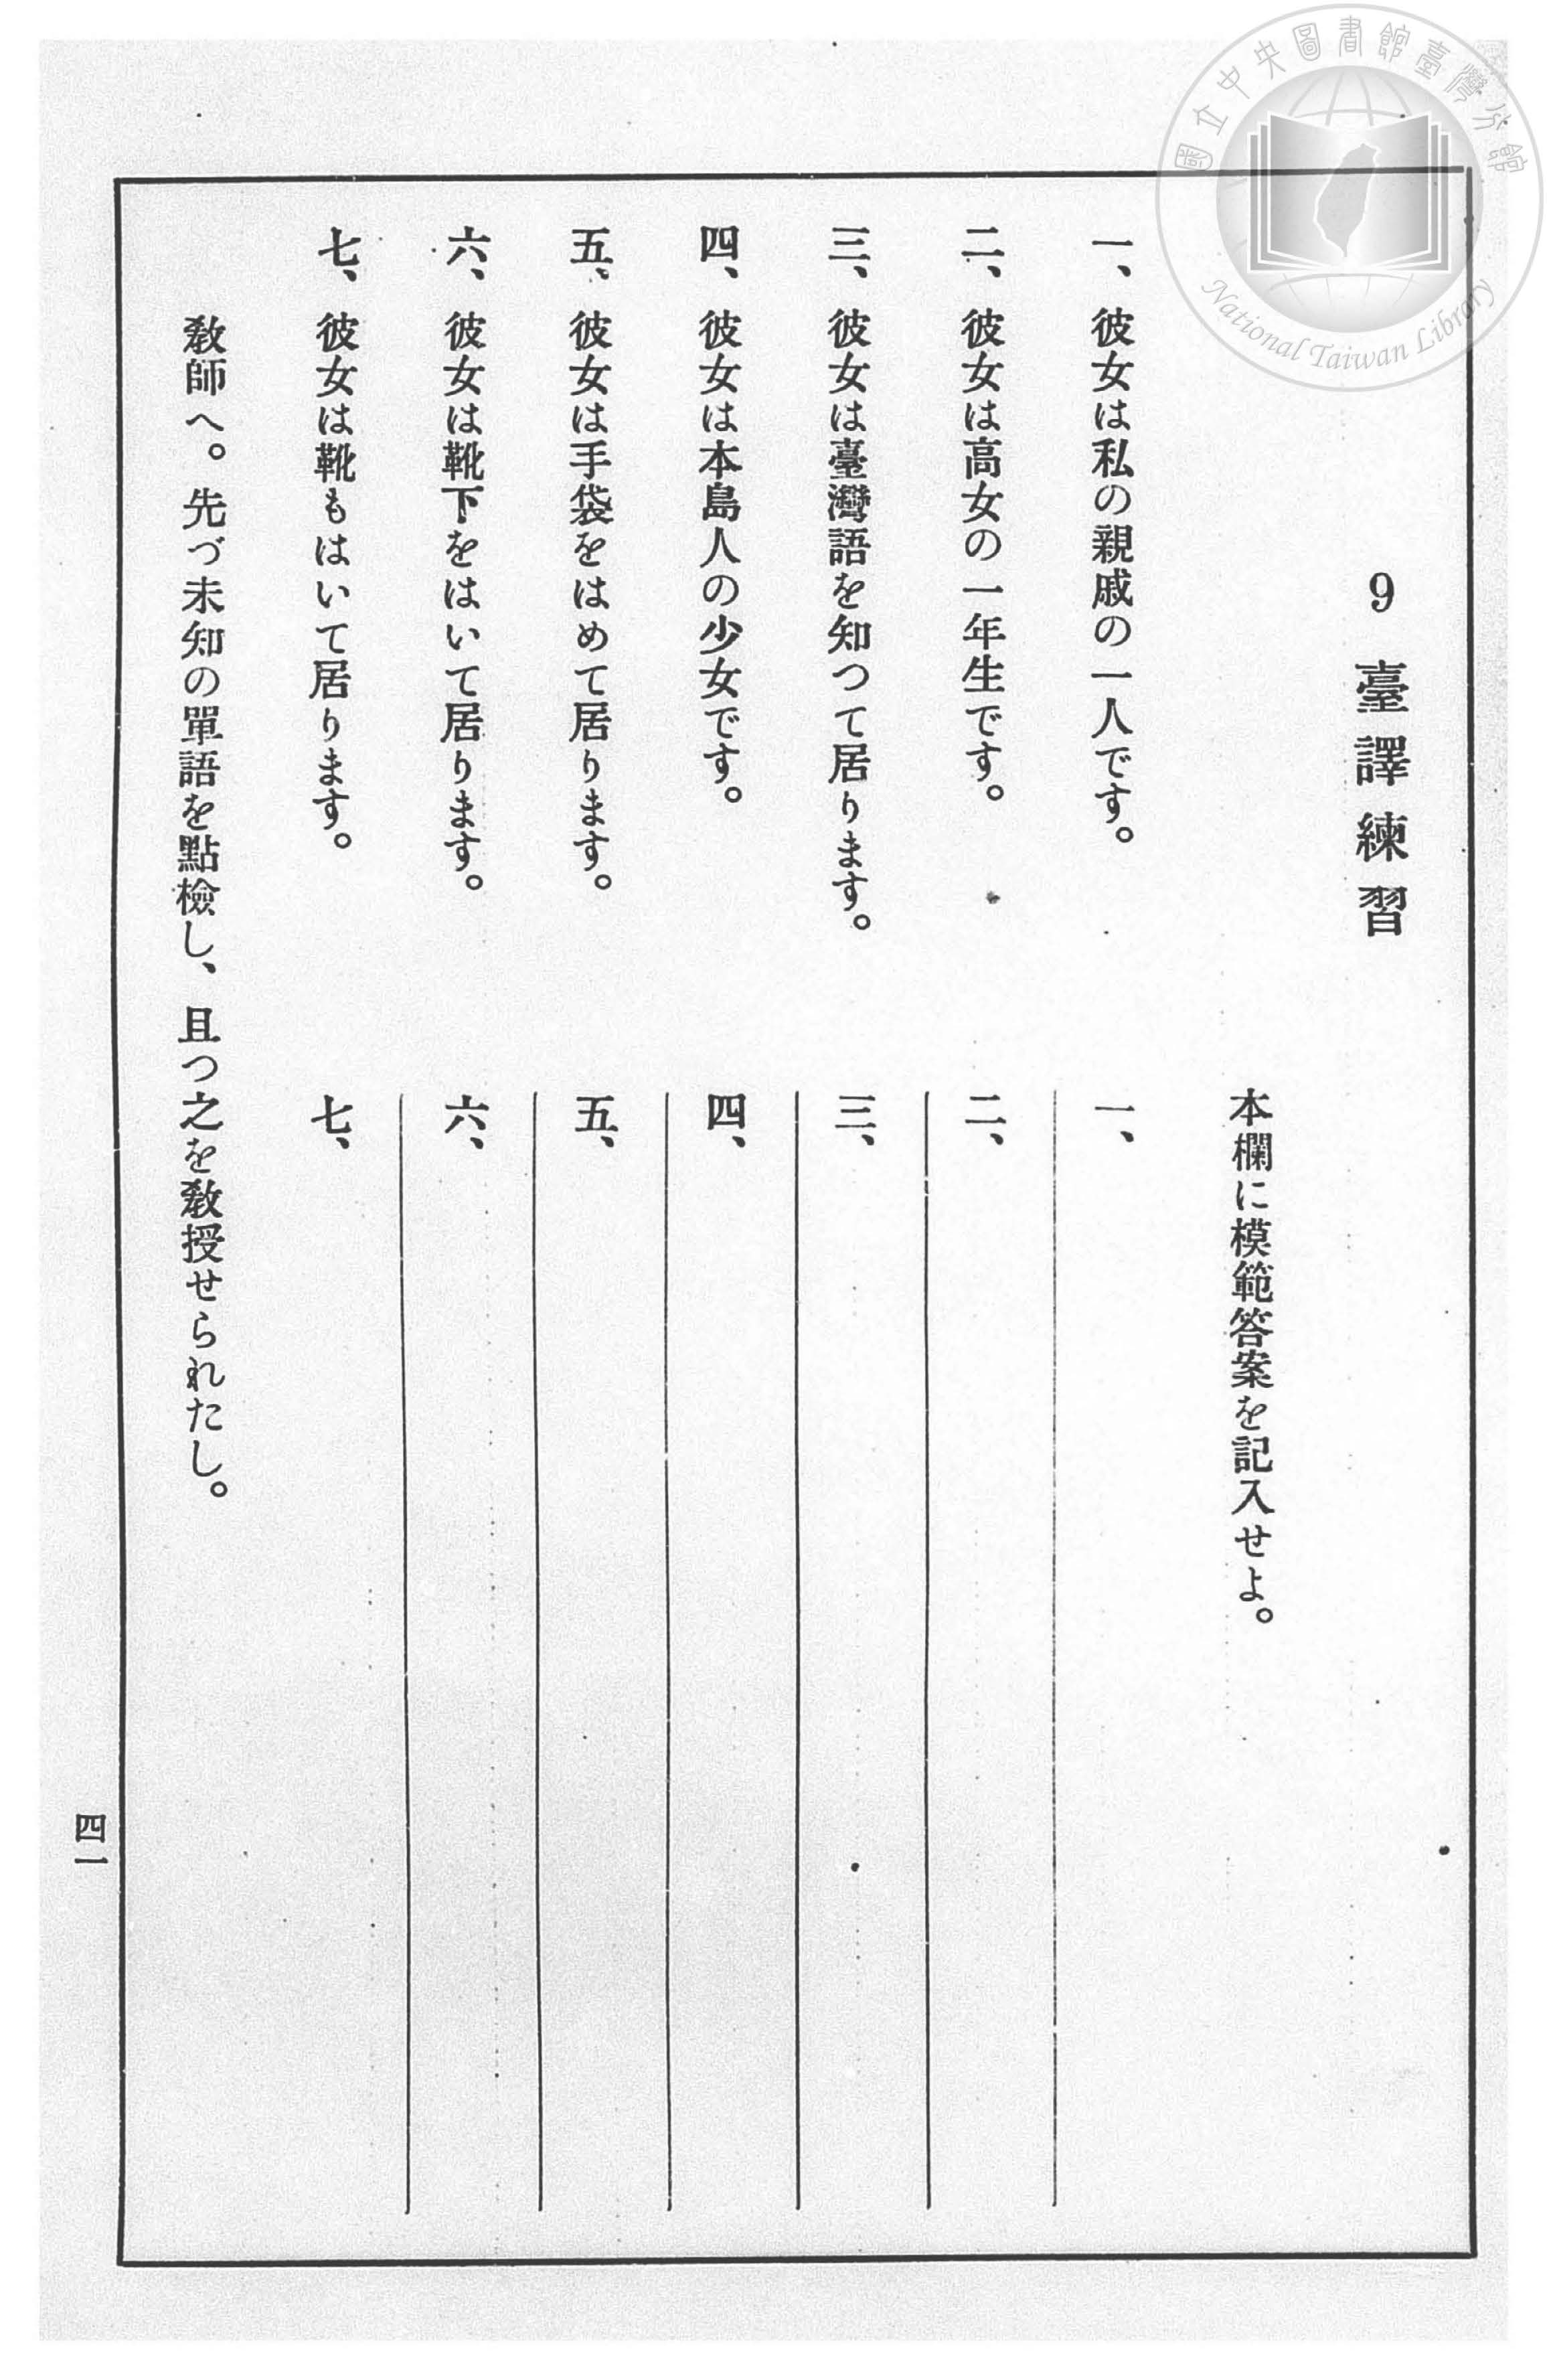 9 臺譯練習
本欄に模範答案を記入せよ。
一、彼女は私の親戚の一人です。
二、彼女は高女の一年生です。
三、彼女は臺灣語を知つて居ります。
四、彼女は本島人の少女です。
五、彼女は手袋をはめて居ります。
六、彼女は靴下をはいて居ります。
七、彼女は靴もはいて居ります。
一、
二、
三、
四、
五、
六、
七、
教師へ。先づ未知の單語を點檢し、且つ之を教授せられたし。
四一
國立中央圖書館臺灣分館
National Taiwan Library